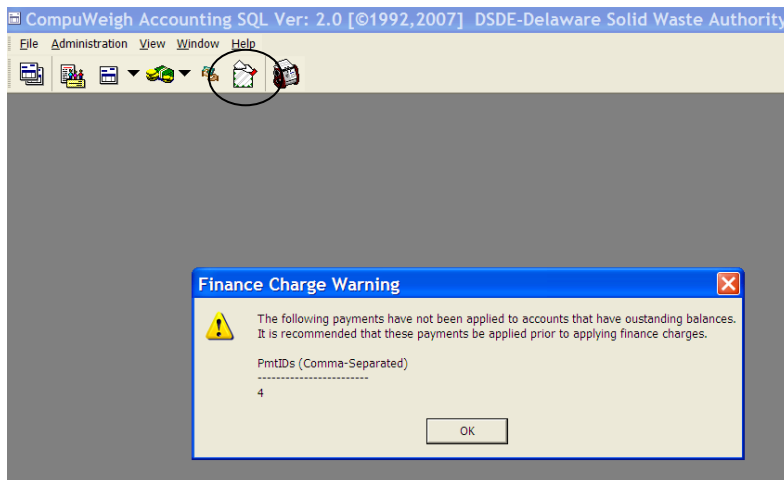 CompuWeigh Accounting SQL Ver: 2.0 [©1992,2007]  DSDE-Delaware Solid Waste Authority
File Administration View Window Help
Finance Charge Warning
The following payments have not been applied to accounts that have oustanding balances.
It is recommended that these payments be applied prior to applying finance charges.
PmtIDs (Comma-Separated)
------------------------
4
OK